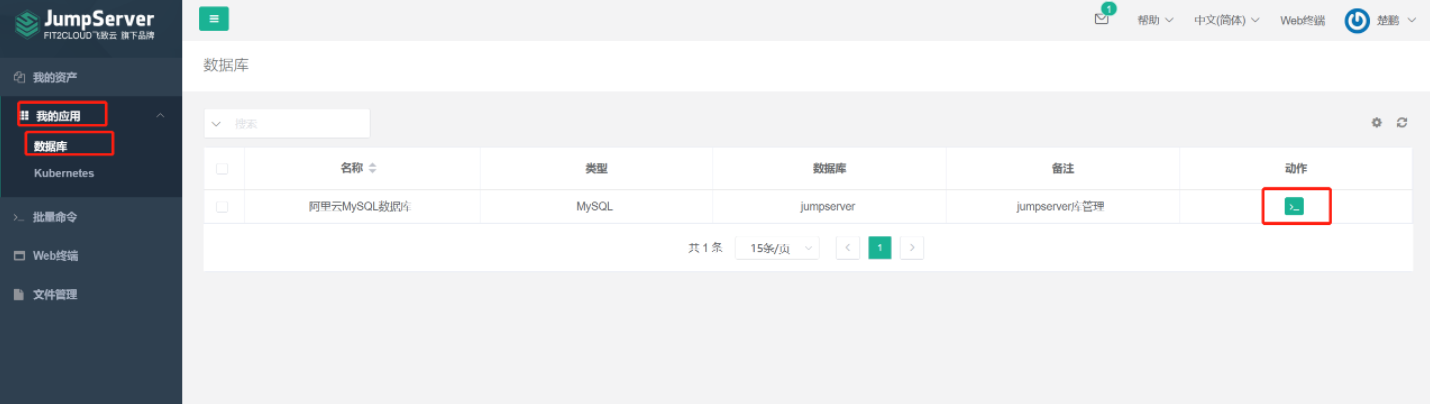 JumpServer
FIT2CLOUD飞致云 旗下品牌
1
帮助
中文(简体)
Web终端
楚鹏
我的资产
我的应用
数据库
Kubernetes
批量命令
Web终端
文件管理
数据库
搜索
名称 类型 数据库 备注 动作
阿里云MySQL数据库 MySQL jumpserver jumpserver库管理 >_
共 1 条 15条/页 < 1 >